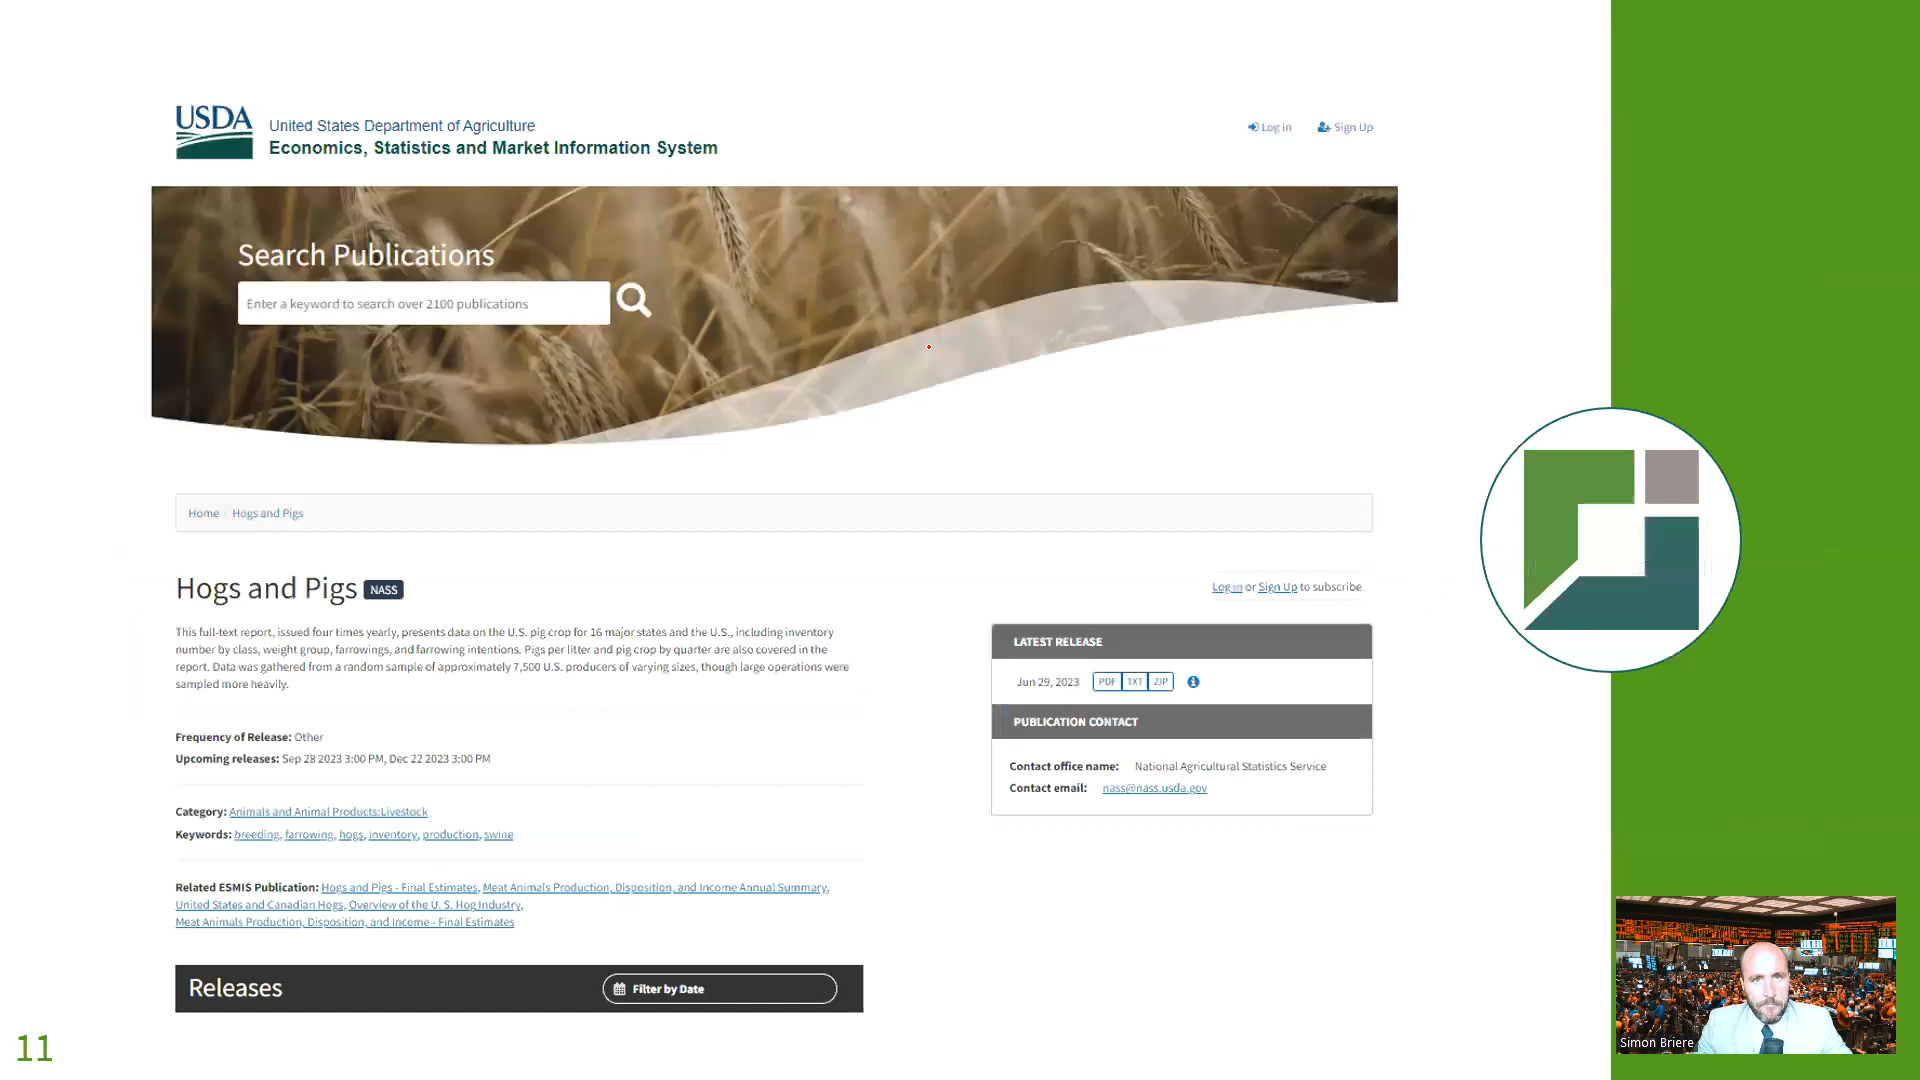 USDA
United States Department of Agriculture
Economics, Statistics and Market Information System
Log in
Sign Up
Search Publications
Enter a keyword to search over 2100 publications
Home / Hogs and Pigs
Hogs and Pigs NASS
Log in or Sign Up to subscribe
This full-text report, issued four times yearly, presents data on the U.S. pig crop for 16 major states and the U.S., including inventory
number by class, weight group, farrowings, and farrowing intentions. Pigs per litter and pig crop by quarter are also covered in the
report. Data was gathered from a random sample of approximately 7,500 U.S. producers of varying sizes, though large operations were
sampled more heavily.
Frequency of Release: Other
Upcoming releases: Sep 28 2023 3:00 PM, Dec 22 2023 3:00 PM
Category: Animals and Animal Products:Livestock
Keywords: breeding, farrowing, hogs, inventory, production, swine
Related ESMIS Publication: Hogs and Pigs - Final Estimates, Meat Animals Production, Disposition, and Income Annual Summary,
United States and Canadian Hogs, Overview of the U. S. Hog Industry,
Meat Animals Production, Disposition, and Income - Final Estimates
LATEST RELEASE
Jun 29, 2023 PDF TXT ZIP
PUBLICATION CONTACT
Contact office name: National Agricultural Statistics Service
Contact email: nass@nass.usda.gov
Releases
Filter by Date
11
Simon Briere